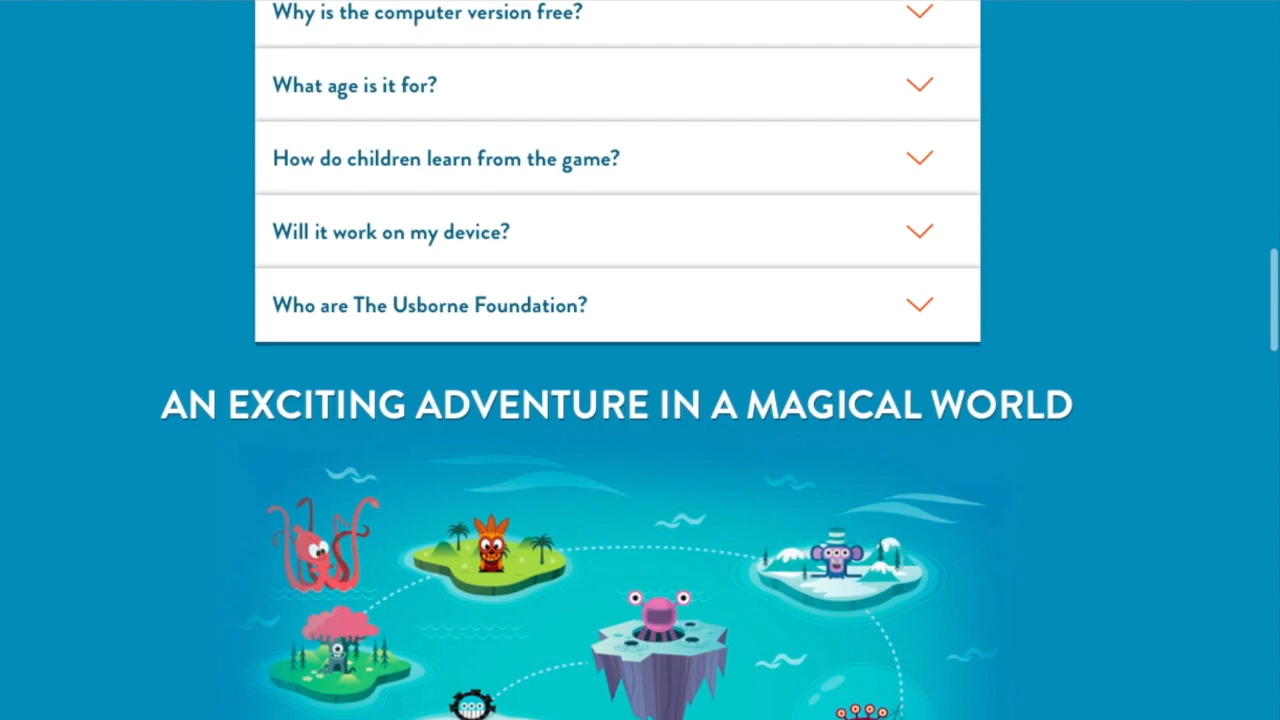 Why is the computer version free?
What age is it for?
How do children learn from the game?
Will it work on my device?
Who are The Usborne Foundation?
AN EXCITING ADVENTURE IN A MAGICAL WORLD